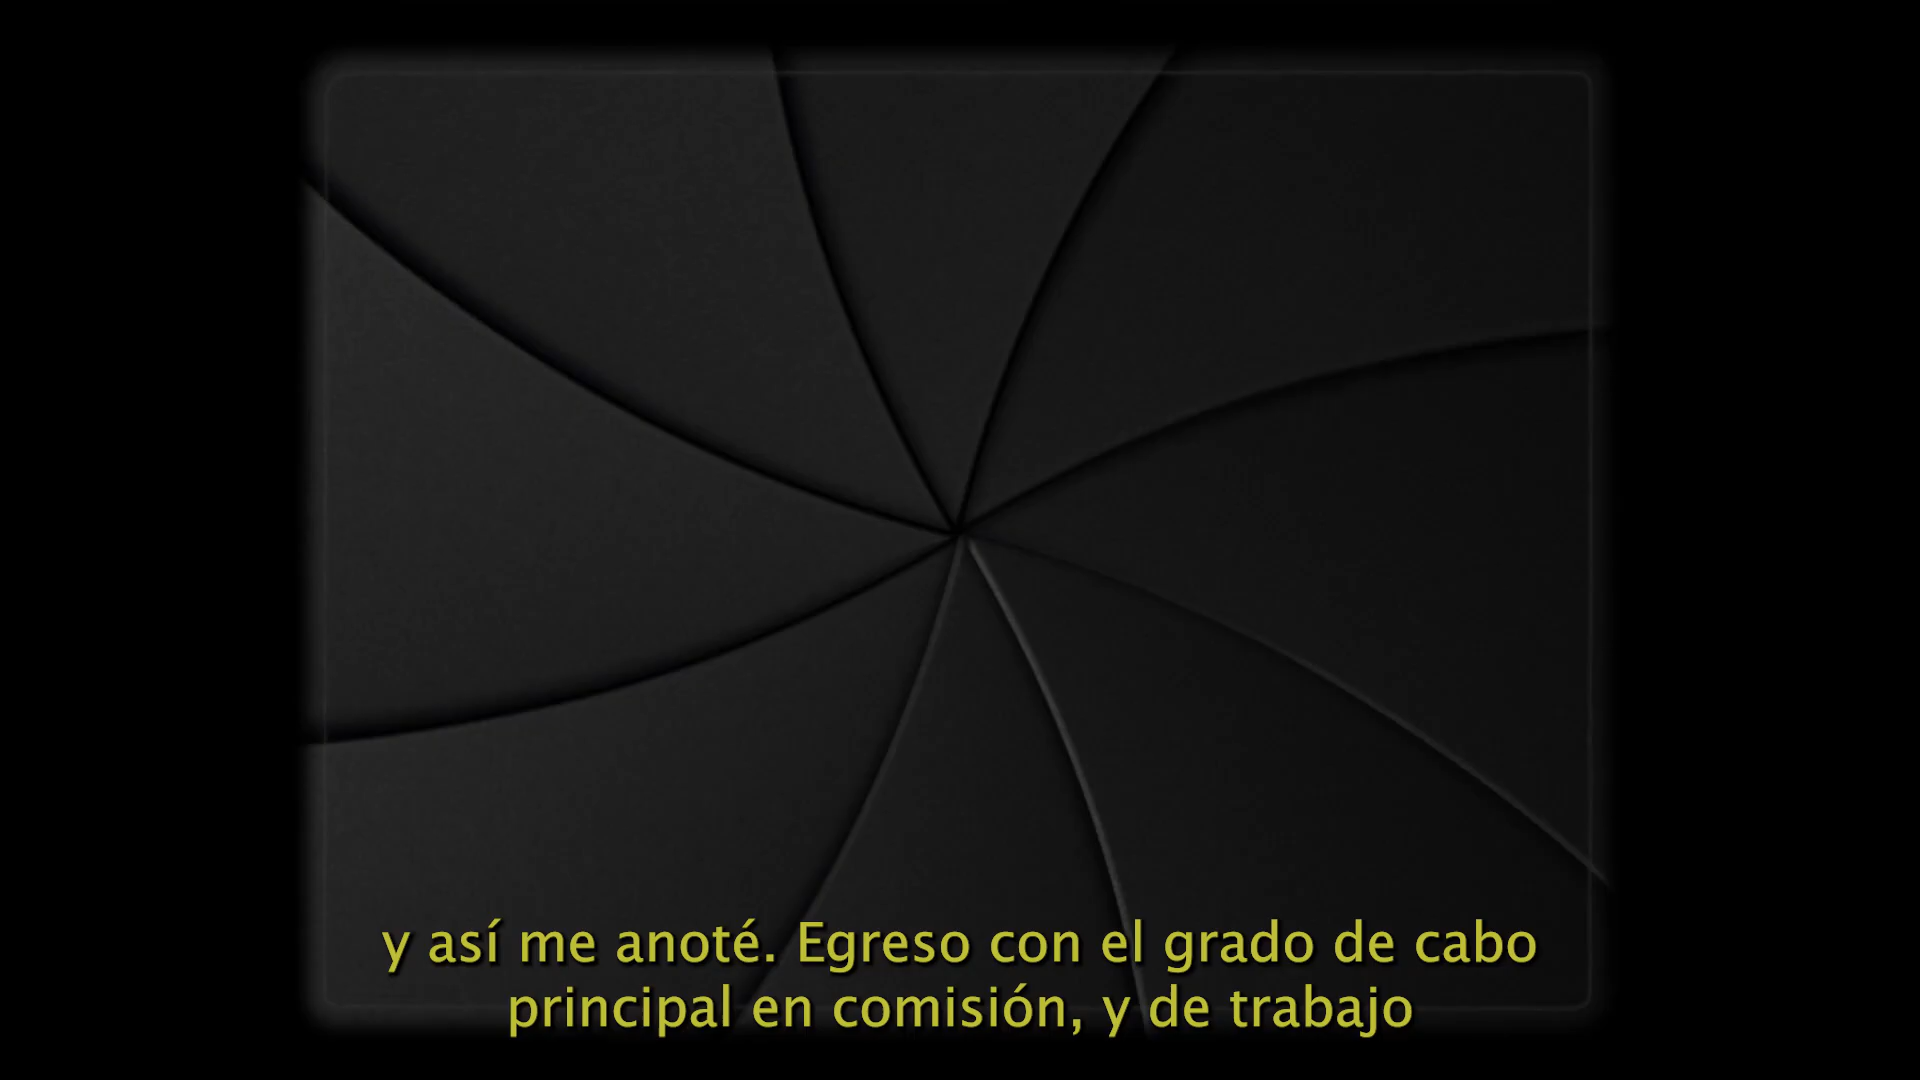 y así me anoté. Egreso con el grado de cabo
principal en comisión, y de trabajo